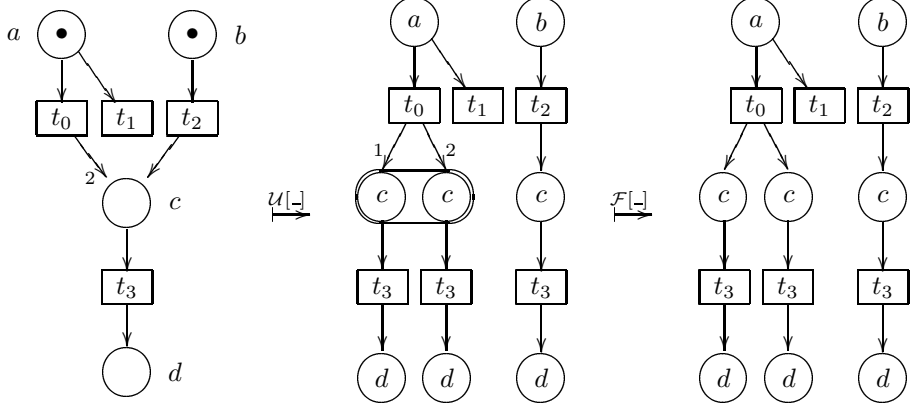 a b a b a b
t0 t1 t2 t0 t1 t2 t0 t1 t2
2 1 2
c c c c c c c
U[_] F[_]
t3 t3 t3 t3 t3 t3 t3
d d d d d d d